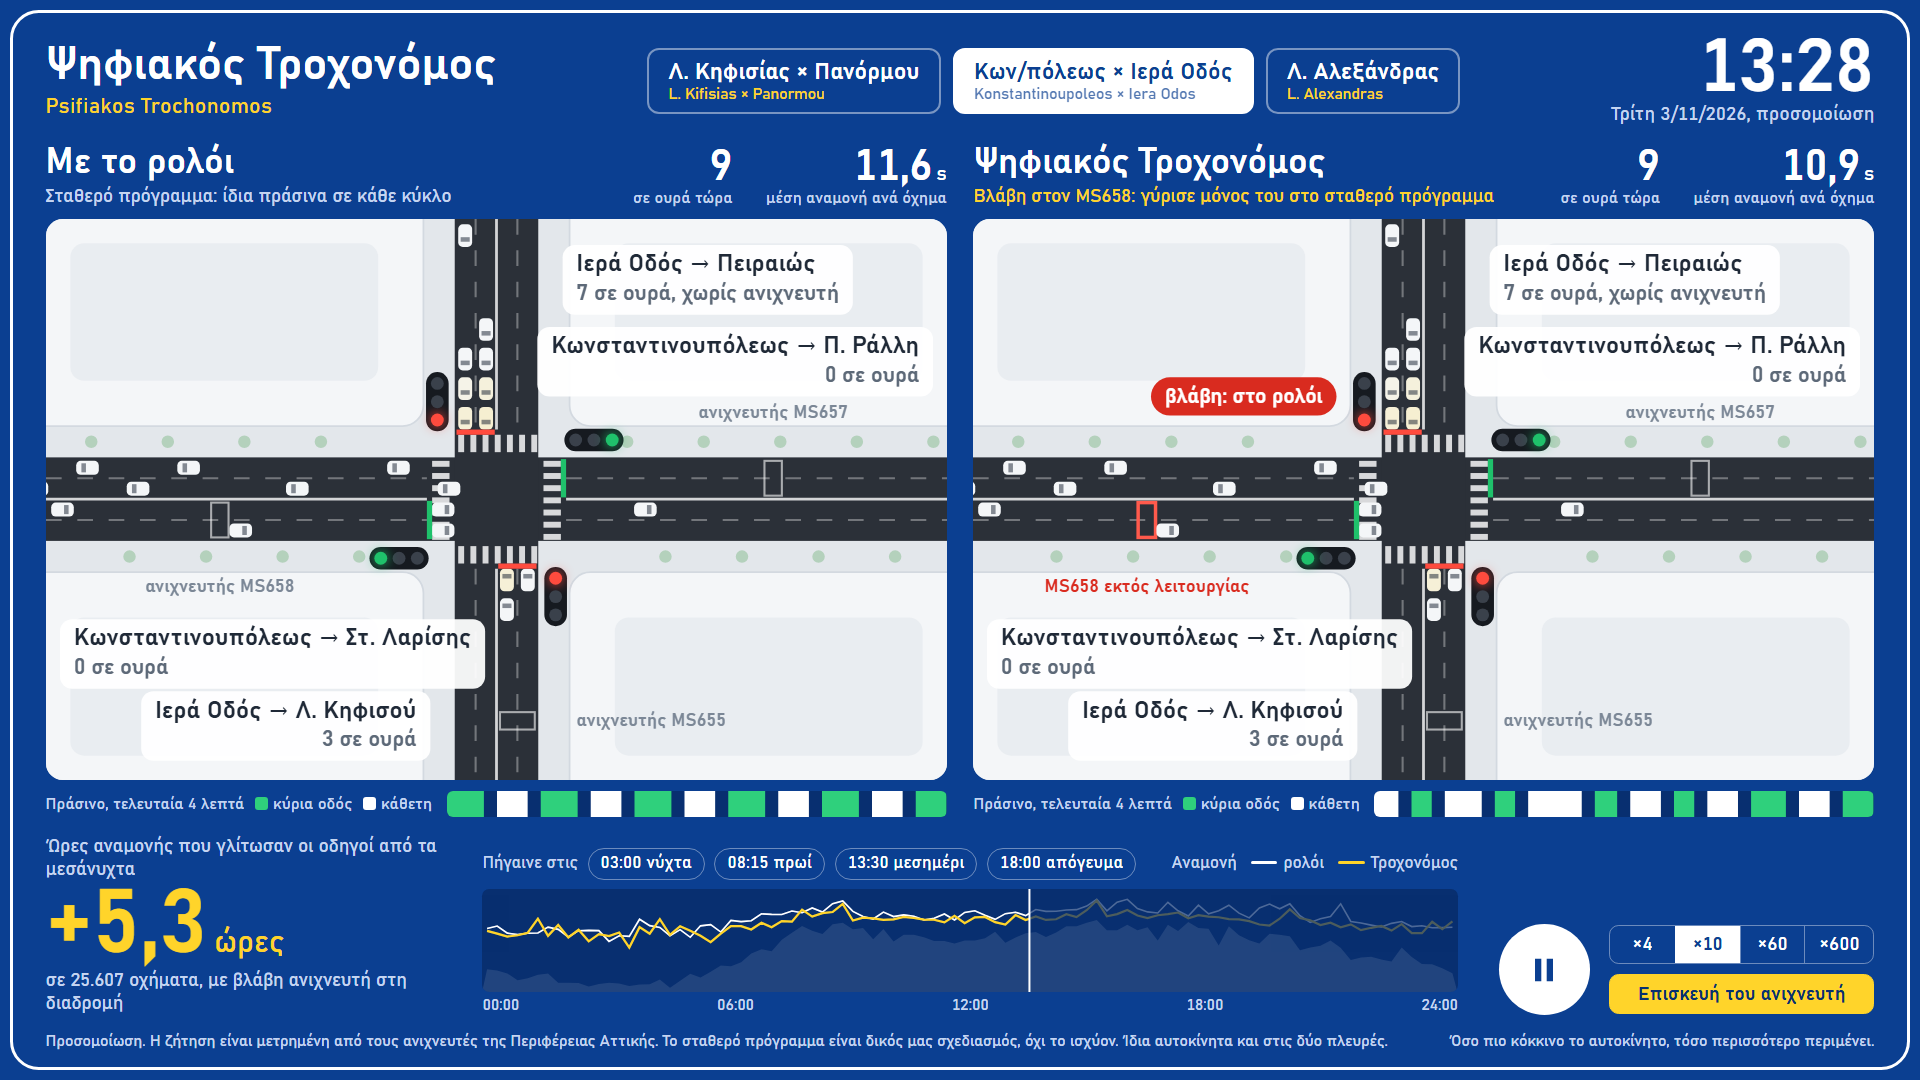 Ψηφιακός Τροχονόμος
Psifiakos Trochonomos
Λ. Κηφισίας × Πανόρμου
L. Kifisias × Panormou
Κων/πόλεως × Ιερά Οδός
Konstantinoupoleos × Iera Odos
Λ. Αλεξάνδρας
L. Alexandras
13:28
Τρίτη 3/11/2026, προσομοίωση
Με το ρολόι
Σταθερό πρόγραμμα: ίδια πράσινα σε κάθε κύκλο
9
σε ουρά τώρα
11,6 s
μέση αναμονή ανά όχημα
Ψηφιακός Τροχονόμος
Βλάβη στον MS658: γύρισε μόνος του στο σταθερό πρόγραμμα
9
σε ουρά τώρα
10,9 s
μέση αναμονή ανά όχημα
Ιερά Οδός → Πειραιώς
7 σε ουρά, χωρίς ανιχνευτή
Κωνσταντινουπόλεως → Π. Ράλλη
0 σε ουρά
ανιχνευτής MS657
ανιχνευτής MS658
Κωνσταντινουπόλεως → Στ. Λαρίσης
0 σε ουρά
Ιερά Οδός → Λ. Κηφισού
3 σε ουρά
ανιχνευτής MS655
Ιερά Οδός → Πειραιώς
7 σε ουρά, χωρίς ανιχνευτή
Κωνσταντινουπόλεως → Π. Ράλλη
0 σε ουρά
βλάβη: στο ρολόι
ανιχνευτής MS657
MS658 εκτός λειτουργίας
Κωνσταντινουπόλεως → Στ. Λαρίσης
0 σε ουρά
Ιερά Οδός → Λ. Κηφισού
3 σε ουρά
ανιχνευτής MS655
Πράσινο, τελευταία 4 λεπτά κύρια οδός κάθετη
Πράσινο, τελευταία 4 λεπτά κύρια οδός κάθετη
Ώρες αναμονής που γλίτωσαν οι οδηγοί από τα
μεσάνυχτα
+5,3 ώρες
σε 25.607 οχήματα, με βλάβη ανιχνευτή στη
διαδρομή
Πήγαινε στις 03:00 νύχτα 08:15 πρωί 13:30 μεσημέρι 18:00 απόγευμα
Αναμονή ρολόι Τροχονόμος
00:00 06:00 12:00 18:00 24:00
×4 ×10 ×60 ×600
Επισκευή του ανιχνευτή
Προσομοίωση. Η ζήτηση είναι μετρημένη από τους ανιχνευτές της Περιφέρειας Αττικής. Το σταθερό πρόγραμμα είναι δικός μας σχεδιασμός, όχι το ισχύον. Ίδια αυτοκίνητα και στις δύο πλευρές.
Όσο πιο κόκκινο το αυτοκίνητο, τόσο περισσότερο περιμένει.